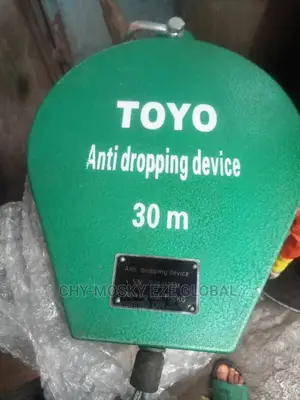 TOYO
Anti dropping device
30 m
Anti dropping device
CHY-MOSKY EZE GLOBAL